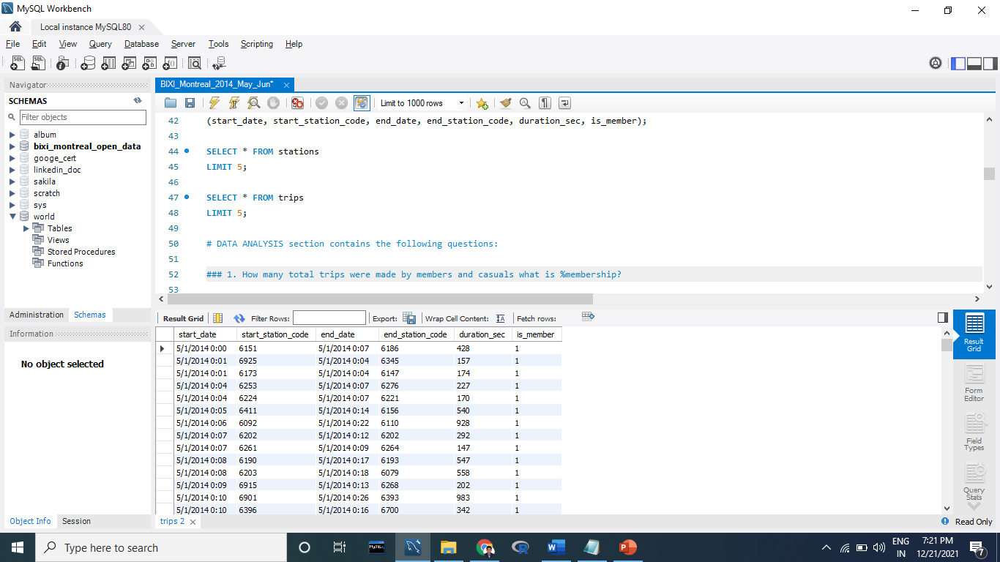 MySQL Workbench
Local instance MySQL80
File Edit View Query Database Server Tools Scripting Help
Navigator
SCHEMAS
Filter objects
album
bixi_montreal_open_data
googe_cert
linkedin_doc
sakila
scratch
sys
world
Tables
Views
Stored Procedures
Functions
Administration Schemas
Information
No object selected
Object Info Session
BIXI_Montreal_2014_May_Jun*
Limit to 1000 rows
42 (start_date, start_station_code, end_date, end_station_code, duration_sec, is_member);
43
44 SELECT * FROM stations
45 LIMIT 5;
46
47 SELECT * FROM trips
48 LIMIT 5;
49
50 # DATA ANALYSIS section contains the following questions:
51
52 ### 1. How many total trips were made by members and casuals what is %membership?
53
Result Grid Filter Rows: Export: Wrap Cell Content: Fetch rows:
start_date start_station_code end_date end_station_code duration_sec is_member
5/1/2014 0:00 6151 5/1/2014 0:07 6186 428 1
5/1/2014 0:01 6925 5/1/2014 0:04 6345 157 1
5/1/2014 0:01 6173 5/1/2014 0:04 6147 174 1
5/1/2014 0:04 6253 5/1/2014 0:07 6276 227 1
5/1/2014 0:04 6224 5/1/2014 0:07 6221 170 1
5/1/2014 0:05 6411 5/1/2014 0:14 6156 540 1
5/1/2014 0:06 6092 5/1/2014 0:22 6110 928 1
5/1/2014 0:07 6202 5/1/2014 0:12 6202 292 1
5/1/2014 0:07 6261 5/1/2014 0:09 6264 147 1
5/1/2014 0:08 6190 5/1/2014 0:17 6193 547 1
5/1/2014 0:08 6203 5/1/2014 0:18 6079 558 1
5/1/2014 0:09 6915 5/1/2014 0:13 6268 202 1
5/1/2014 0:10 6901 5/1/2014 0:26 6393 983 1
5/1/2014 0:10 6396 5/1/2014 0:16 6700 342 1
trips 2
Result
Grid
Form
Editor
Field
Types
Query
Stats
Read Only
Type here to search
ENG
IN
7:21 PM
12/21/2021
7